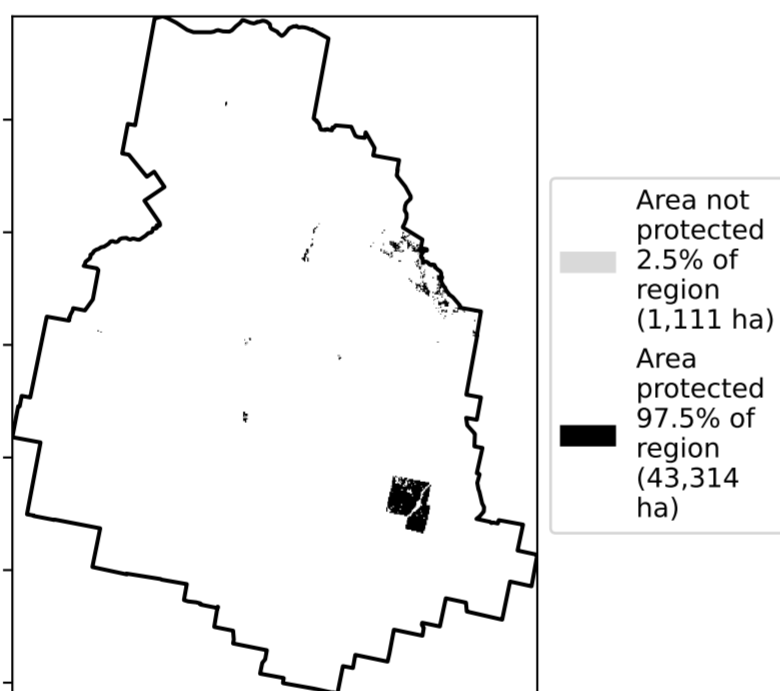 Area not
protected
2.5% of
region
(1,111 ha)
Area
protected
97.5% of
region
(43,314
ha)